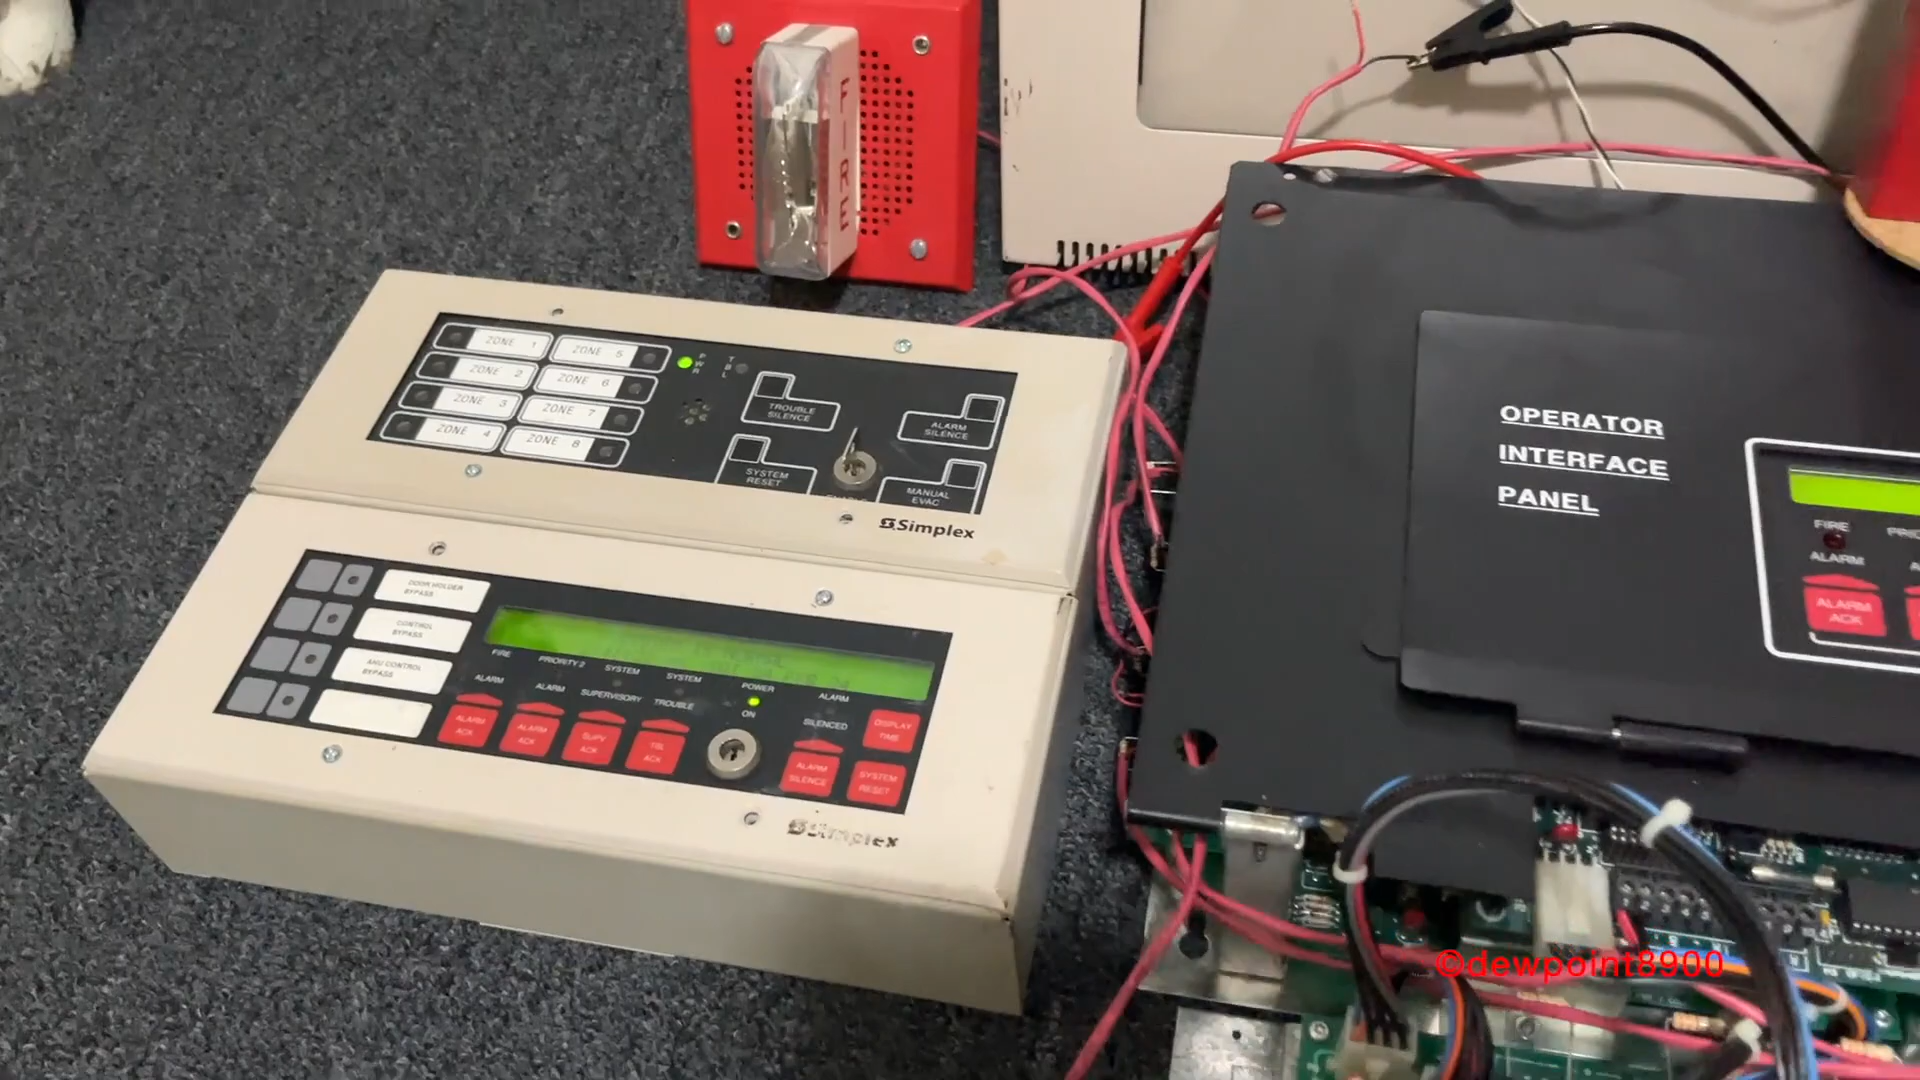 FIRE
ZONE 1
ZONE 5
ZONE 2
ZONE 6
ZONE 3
ZONE 7
ZONE 4
ZONE 8
PWR
TBL
TROUBLE
SILENCE
ALARM
SILENCE
SYSTEM
RESET
MANUAL
EVAC
Simplex
DOOR HOLDER
BYPASS
CONTROL
BYPASS
AHU CONTROL
BYPASS
FIRE
ALARM
PRIORITY 2
ALARM
SYSTEM
SUPERVISORY
SYSTEM
TROUBLE
POWER
ON
ALARM
SILENCED
ALARM
ACK
ALARM
ACK
SUPV
ACK
TBL
ACK
ALARM
SILENCE
DISPLAY
TIME
SYSTEM
RESET
Simplex
OPERATOR
INTERFACE
PANEL
FIRE
ALARM
ALARM
ACK
©dewpoint8900